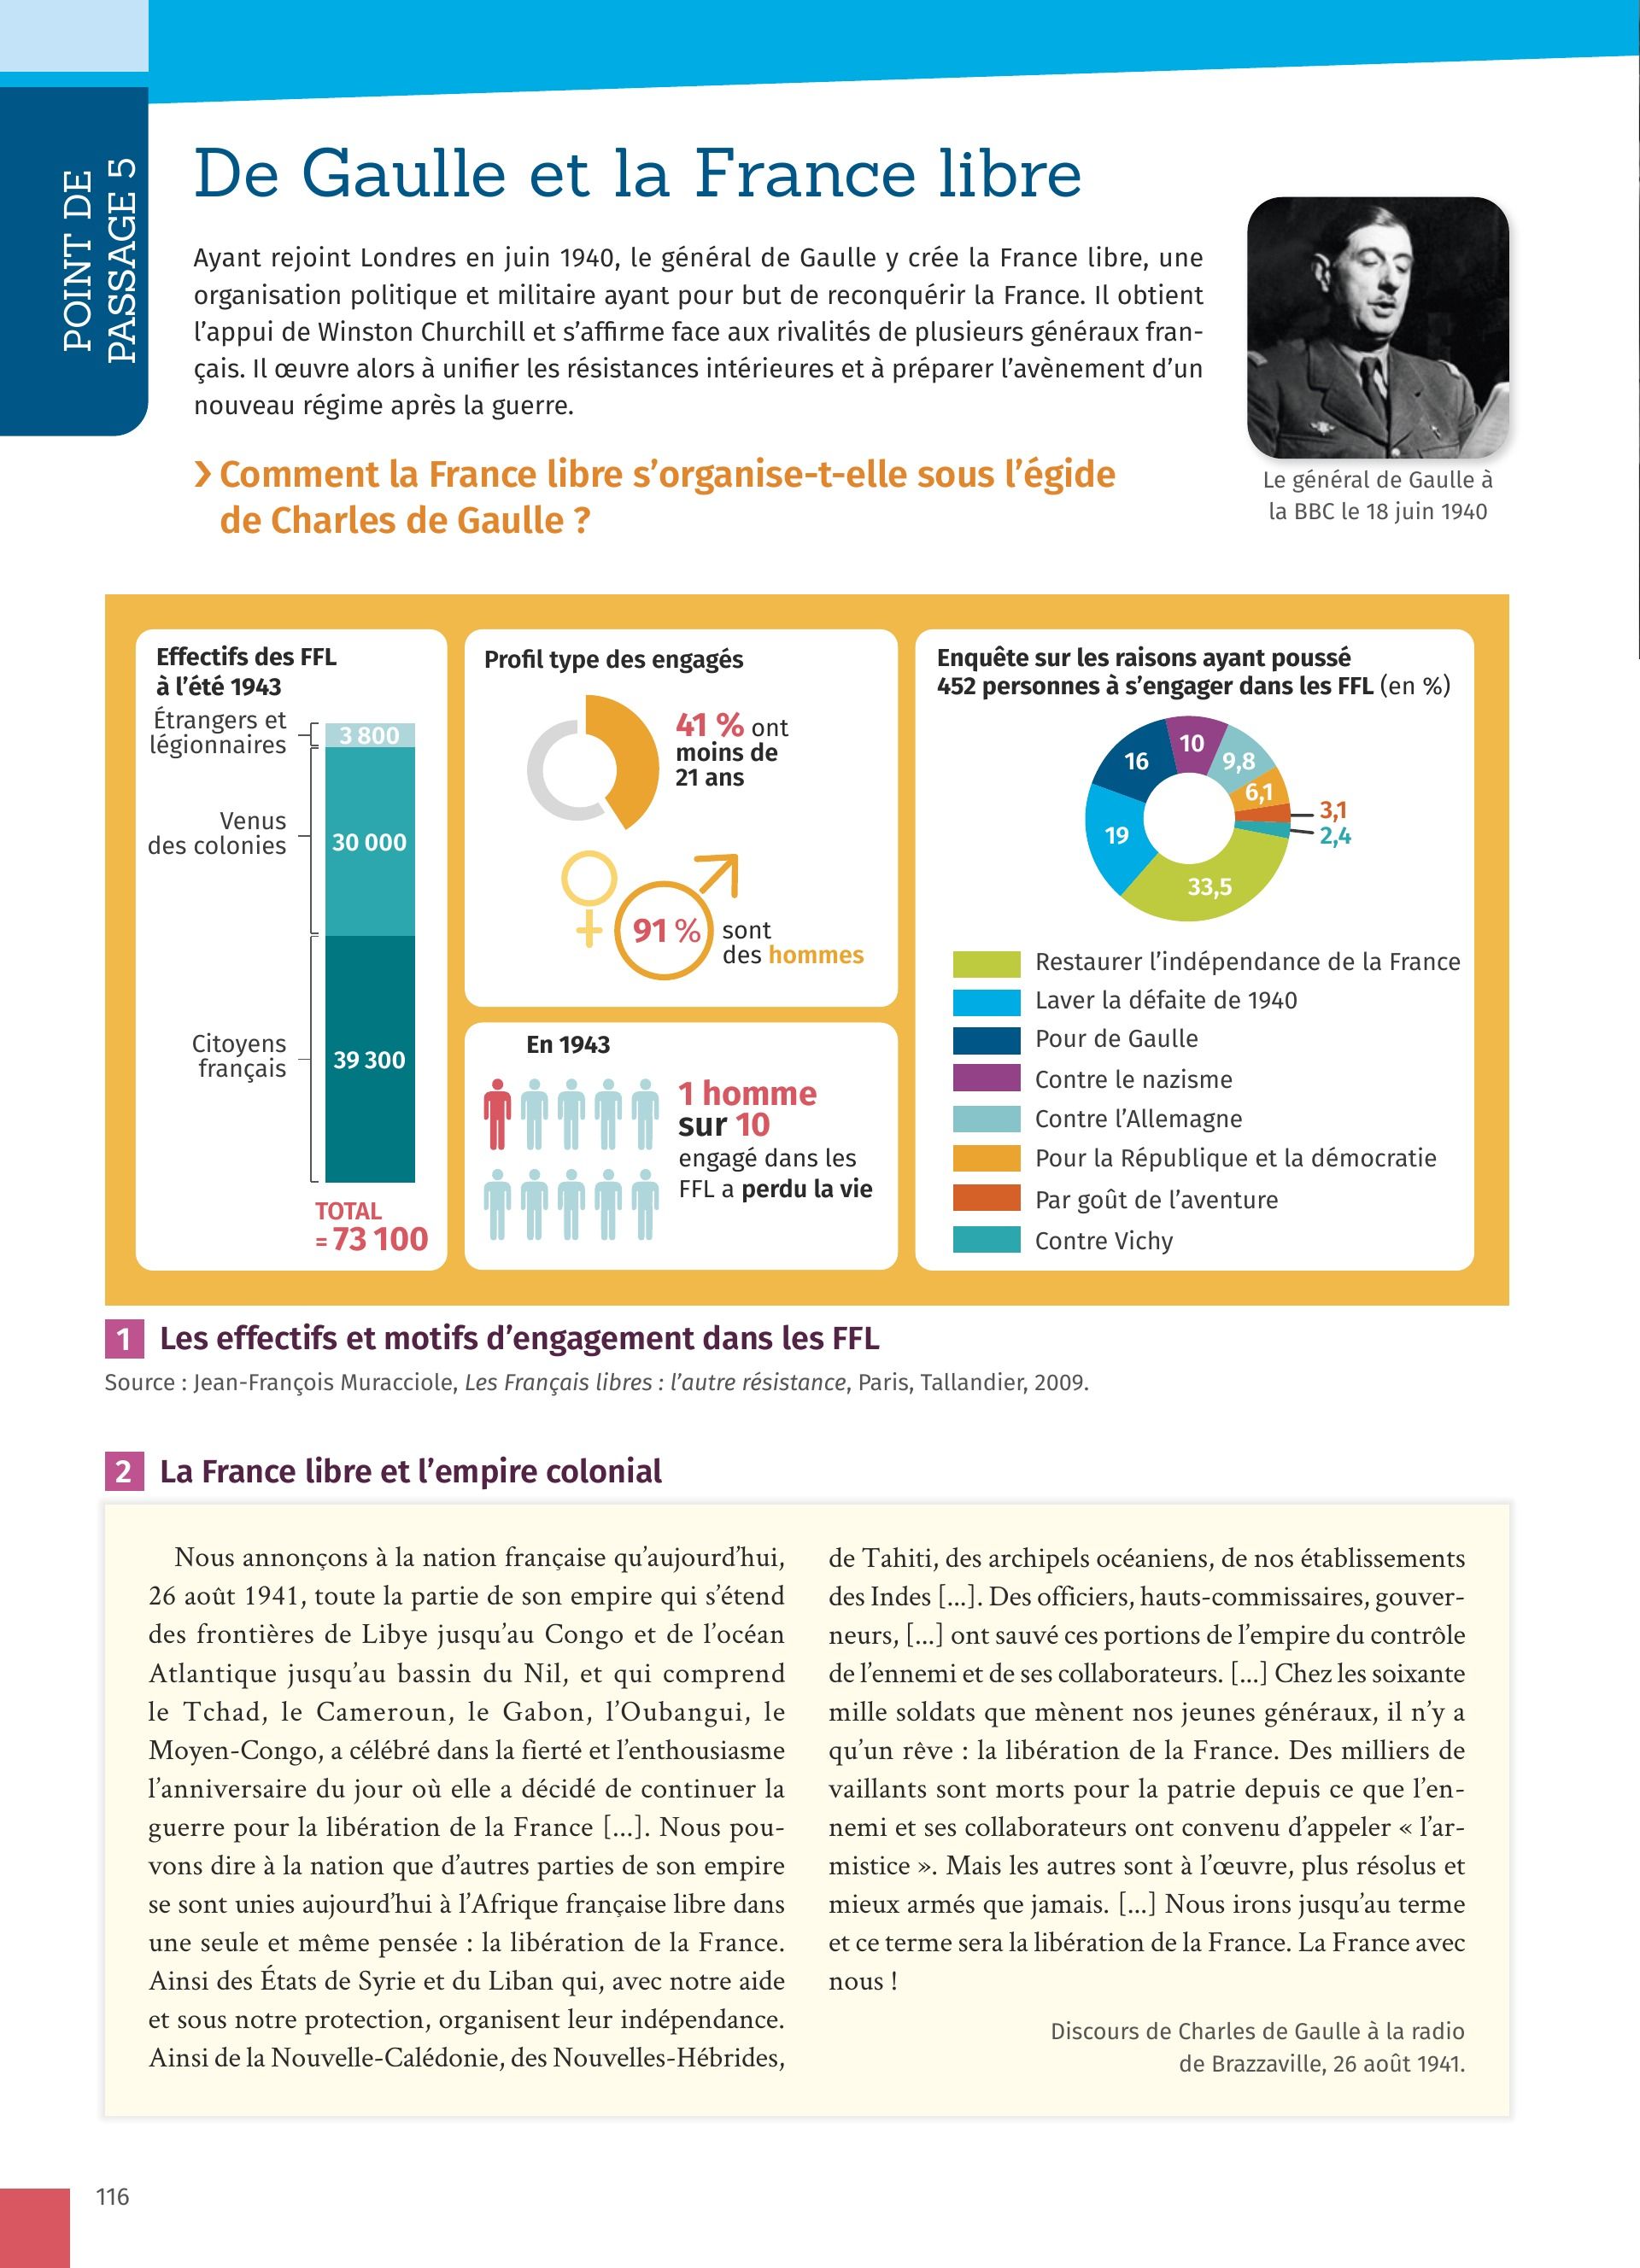 POINT DE
PASSAGE 5
De Gaulle et la France libre
Ayant rejoint Londres en juin 1940, le général de Gaulle y crée la France libre, une
organisation politique et militaire ayant pour but de reconquérir la France. Il obtient
l’appui de Winston Churchill et s’affirme face aux rivalités de plusieurs généraux fran-
çais. Il œuvre alors à unifier les résistances intérieures et à préparer l’avènement d’un
nouveau régime après la guerre.
› Comment la France libre s’organise-t-elle sous l’égide
de Charles de Gaulle ?
Le général de Gaulle à
la BBC le 18 juin 1940
Effectifs des FFL
à l’été 1943
Étrangers et
légionnaires
3 800
Venus
des colonies
30 000
Citoyens
français
39 300
TOTAL
= 73 100
Profil type des engagés
41 % ont
moins de
21 ans
91 %
sont
des hommes
En 1943
1 homme
sur 10
engagé dans les
FFL a perdu la vie
Enquête sur les raisons ayant poussé
452 personnes à s’engager dans les FFL (en %)
10
9,8
6,1
3,1
2,4
33,5
19
16
Restaurer l’indépendance de la France
Laver la défaite de 1940
Pour de Gaulle
Contre le nazisme
Contre l’Allemagne
Pour la République et la démocratie
Par goût de l’aventure
Contre Vichy
1 Les effectifs et motifs d’engagement dans les FFL
Source : Jean-François Muracciole, Les Français libres : l’autre résistance, Paris, Tallandier, 2009.
2 La France libre et l’empire colonial
Nous annonçons à la nation française qu’aujourd’hui,
26 août 1941, toute la partie de son empire qui s’étend
des frontières de Libye jusqu’au Congo et de l’océan
Atlantique jusqu’au bassin du Nil, et qui comprend
le Tchad, le Cameroun, le Gabon, l’Oubangui, le
Moyen-Congo, a célébré dans la fierté et l’enthousiasme
l’anniversaire du jour où elle a décidé de continuer la
guerre pour la libération de la France [...]. Nous pou-
vons dire à la nation que d’autres parties de son empire
se sont unies aujourd’hui à l’Afrique française libre dans
une seule et même pensée : la libération de la France.
Ainsi des États de Syrie et du Liban qui, avec notre aide
et sous notre protection, organisent leur indépendance.
Ainsi de la Nouvelle-Calédonie, des Nouvelles-Hébrides,
de Tahiti, des archipels océaniens, de nos établissements
des Indes [...]. Des officiers, hauts-commissaires, gouver-
neurs, [...] ont sauvé ces portions de l’empire du contrôle
de l’ennemi et de ses collaborateurs. [...] Chez les soixante
mille soldats que mènent nos jeunes généraux, il n’y a
qu’un rêve : la libération de la France. Des milliers de
vaillants sont morts pour la patrie depuis ce que l’en-
nemi et ses collaborateurs ont convenu d’appeler « l’ar-
mistice ». Mais les autres sont à l’œuvre, plus résolus et
mieux armés que jamais. [...] Nous irons jusqu’au terme
et ce terme sera la libération de la France. La France avec
nous !
Discours de Charles de Gaulle à la radio
de Brazzaville, 26 août 1941.
116